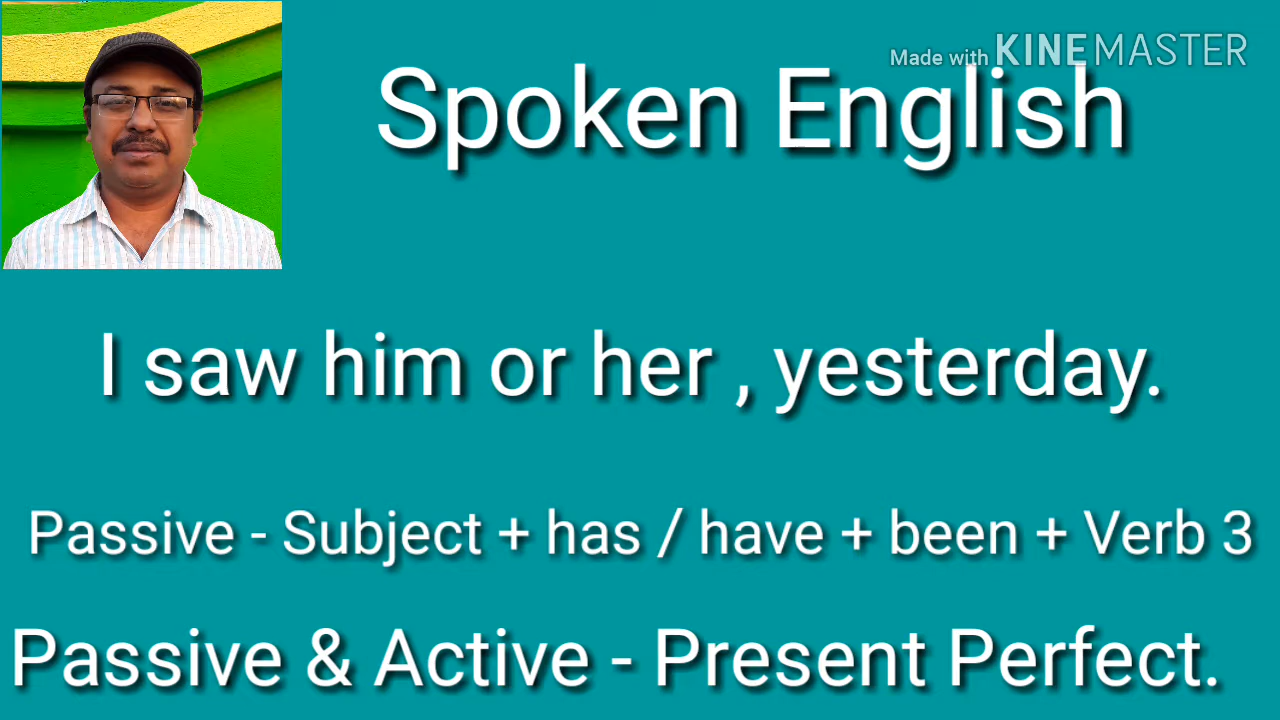 Made with KINEMASTER
Spoken English
I saw him or her , yesterday.
Passive - Subject + has / have + been + Verb 3
Passive & Active - Present Perfect.